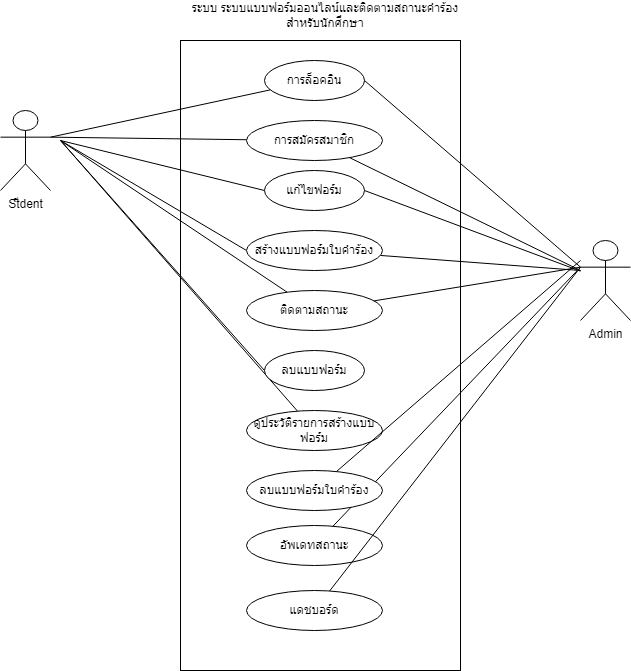 ระบบ ระบบแบบฟอร์มออนไลน์และติดตามสถานะคำร้อง
สำหรับนักศึกษา
การล็อคอิน
การสมัครสมาชิก
แก้ไขฟอร์ม
Stdent
สร้างแบบฟอร์มใบคำร้อง
ติดตามสถานะ
Admin
ลบแบบฟอร์ม
ดูประวัติรายการสร้างแบบ
ฟอร์ม
ลบแบบฟอร์มใบคำร้อง
อัพเดทสถานะ
แดชบอร์ด